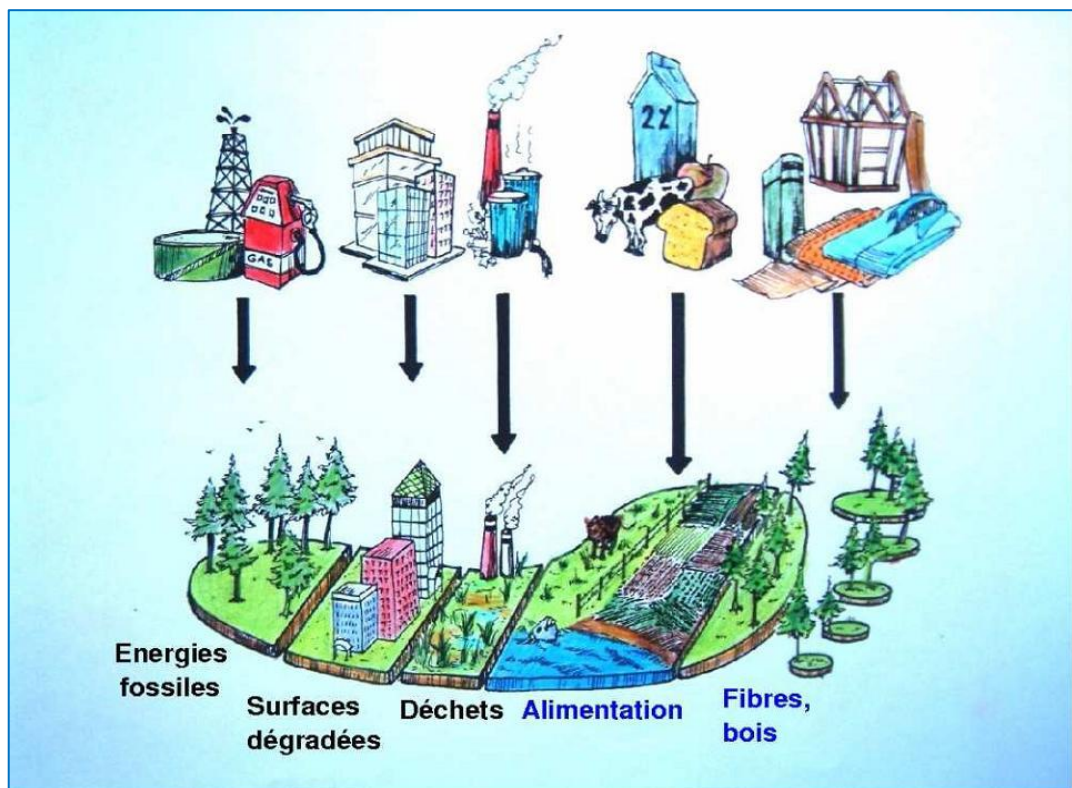 2%
GAS
Energies
fossiles
Surfaces
dégradées
Déchets
Alimentation
Fibres,
bois